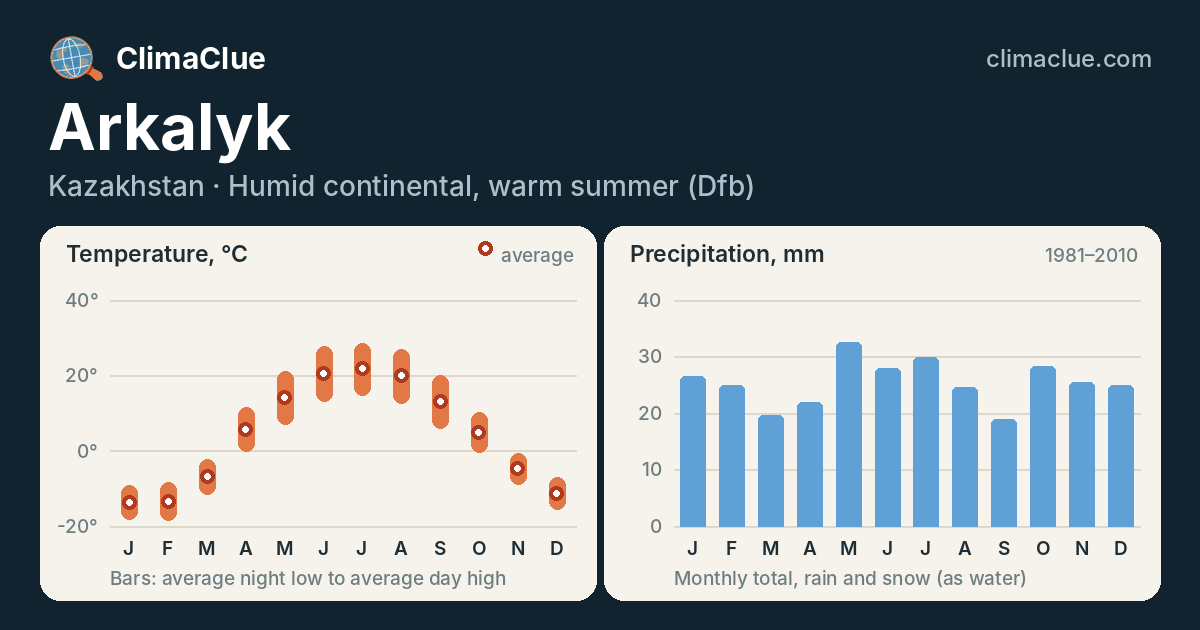 ClimaClue
climaclue.com
Arkalyk
Kazakhstan · Humid continental, warm summer (Dfb)
Temperature, °C
average
40°
20°
0°
-20°
J F M A M J J A S O N D
Bars: average night low to average day high
Precipitation, mm
1981–2010
40
30
20
10
0
J F M A M J J A S O N D
Monthly total, rain and snow (as water)